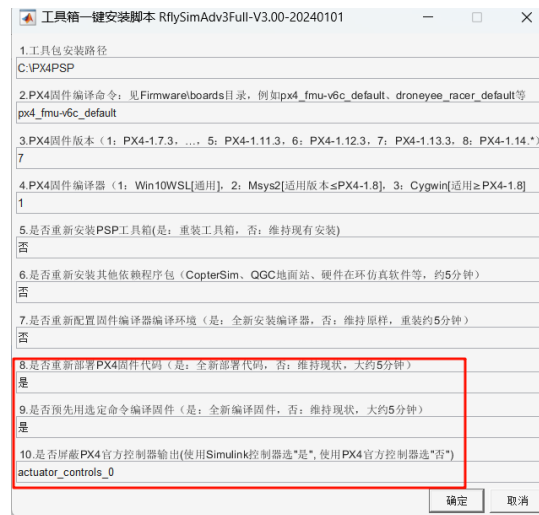 工具箱一键安装脚本 RflySimAdv3Full-V3.00-20240101
1.工具包安装路径
C:\PX4PSP
2.PX4固件编译命令：见Firmware\boards目录，例如px4_fmu-v6c_default、droneyee_racer_default等
px4_fmu-v6c_default
3.PX4固件版本（1：PX4-1.7.3，...，5：PX4-1.11.3，6：PX4-1.12.3，7：PX4-1.13.3，8：PX4-1.14.*）
7
4.PX4固件编译器（1：Win10WSL[通用]，2：Msys2[适用版本≤PX4-1.8]，3：Cygwin[适用≥PX4-1.8]
1
5.是否重新安装PSP工具箱(是：重装工具箱，否：维持现有安装)
否
6.是否重新安装其他依赖程序包（CopterSim、QGC地面站、硬件在环仿真软件等，约5分钟）
否
7.是否重新配置固件编译器编译环境（是：全新安装编译器，否：维持原样，重装约5分钟）
否
8.是否重新部署PX4固件代码（是：全新部署代码，否：维持现状，大约5分钟）
是
9.是否预先用选定命令编译固件（是：全新编译固件，否：维持现状，大约5分钟）
是
10.是否屏蔽PX4官方控制器输出(使用Simulink控制器选"是",使用PX4官方控制器选"否")
actuator_controls_0
确定 取消